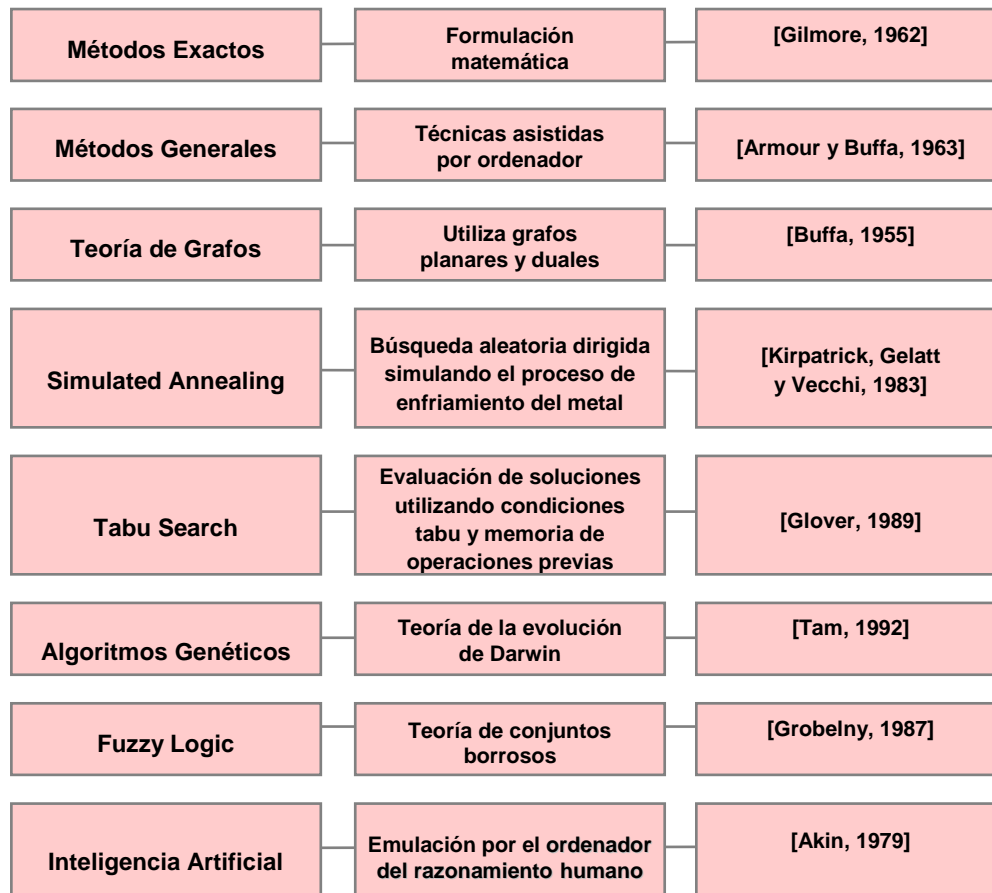 Métodos Exactos
Formulación
matemática
[Gilmore, 1962]
Métodos Generales
Técnicas asistidas
por ordenador
[Armour y Buffa, 1963]
Teoría de Grafos
Utiliza grafos
planares y duales
[Buffa, 1955]
Simulated Annealing
Búsqueda aleatoria dirigida
simulando el proceso de
enfriamiento del metal
[Kirpatrick, Gelatt
y Vecchi, 1983]
Tabu Search
Evaluación de soluciones
utilizando condiciones
tabu y memoria de
operaciones previas
[Glover, 1989]
Algoritmos Genéticos
Teoría de la evolución
de Darwin
[Tam, 1992]
Fuzzy Logic
Teoría de conjuntos
borrosos
[Grobelny, 1987]
Inteligencia Artificial
Emulación por el ordenador
del razonamiento humano
[Akin, 1979]